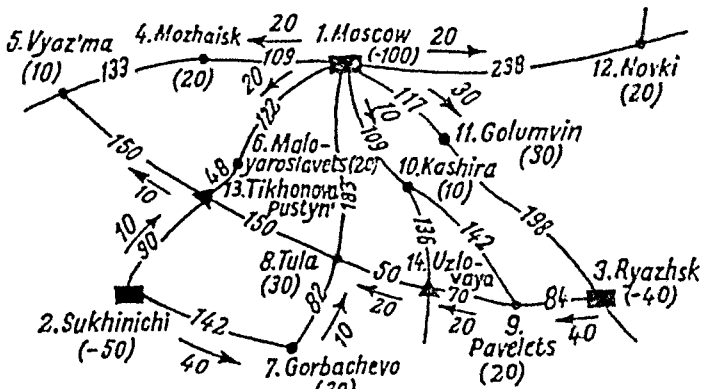 5. Vyaz'ma
(10)
133
4. Mozhaisk
(20)
20
109
1. Moscow
(-100)
20
238
12. Novki
(20)
20
122
117
30
10
109
11. Golumvin
(30)
150
10
48
6. Malo-
yaroslavets (20)
183
10. Kashira
(10)
13. Tikhonova
Pustyn'
150
136
142
198
10
90
8. Tula
(30)
50
20
14. Uzlo-
vaya
70
20
84
40
3. Ryazhsk
(-40)
2. Sukhinichi
(-50)
142
40
82
10
7. Gorbachevo
9.
Pavelets
(20)